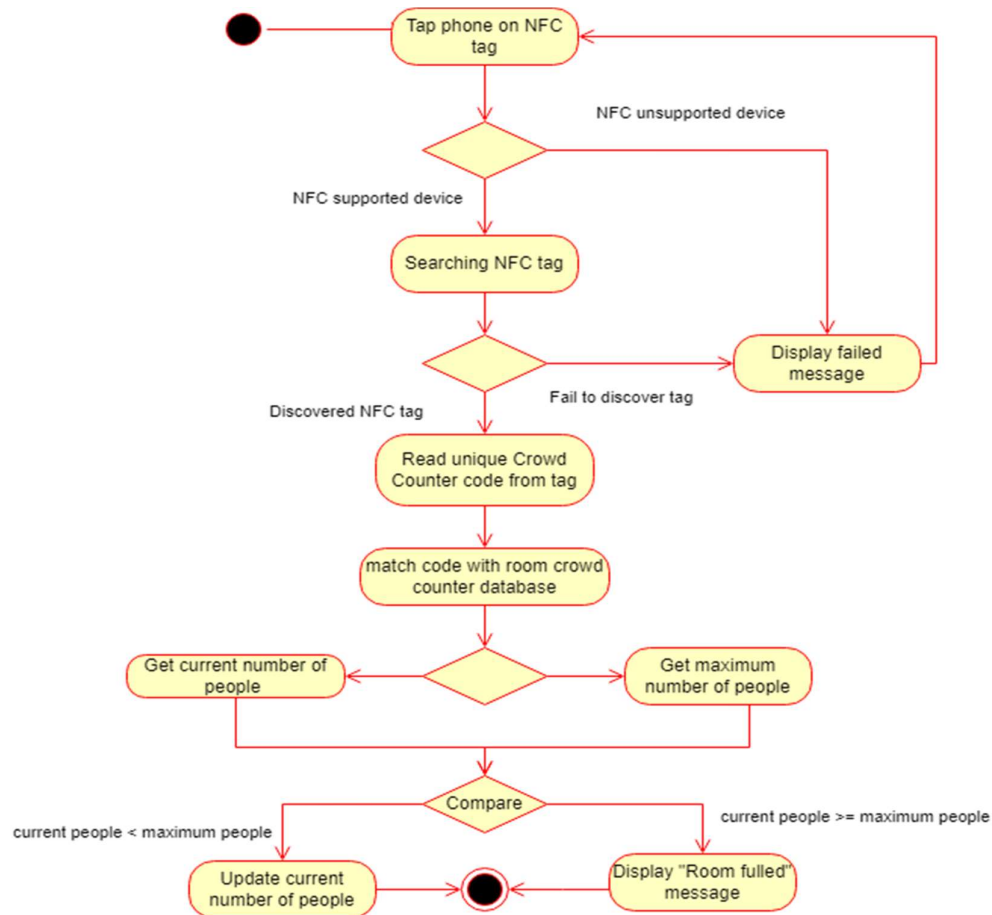 Tap phone on NFC
tag
NFC unsupported device
NFC supported device
Searching NFC tag
Display failed
message
Fail to discover tag
Discovered NFC tag
Read unique Crowd
Counter code from tag
match code with room crowd
counter database
Get current number of
people
Get maximum
number of people
Compare
current people < maximum people
current people >= maximum people
Update current
number of people
Display "Room fulled"
message